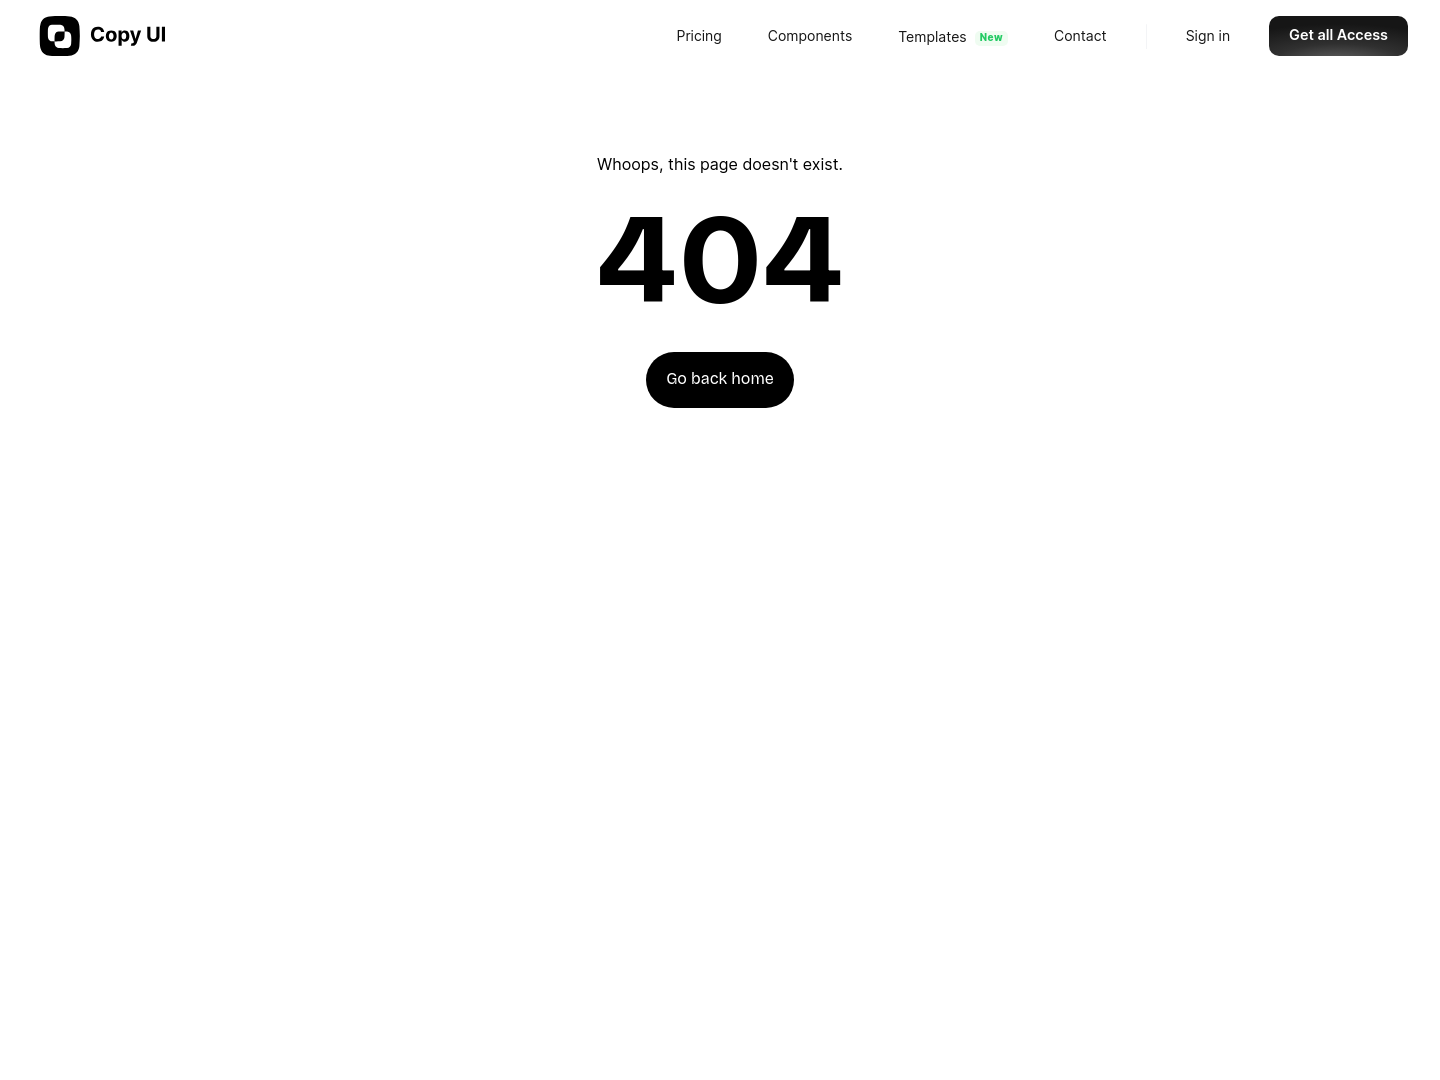 Copy UI
Pricing
Components
Templates New
Contact
Sign in
Get all Access
Whoops, this page doesn't exist.
404
Go back home